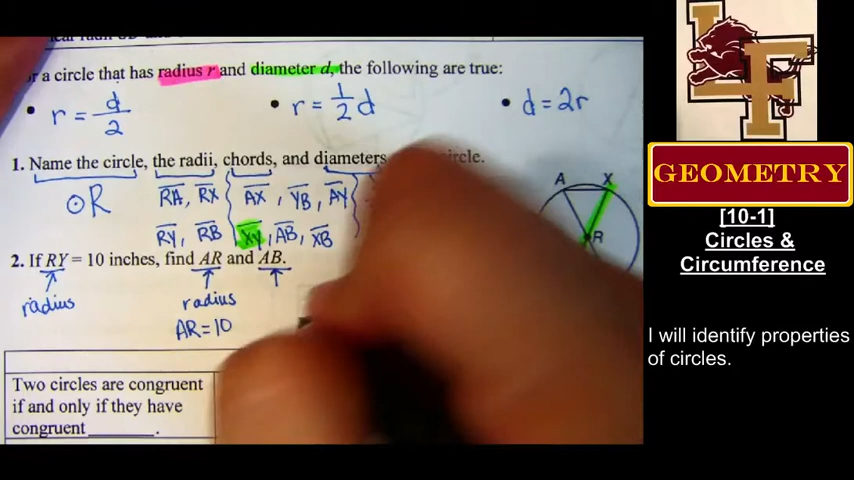 a circle that has radius r and diameter d, the following are true:
• r = d/2
• r = 1/2 d
• d = 2r
1. Name the circle, the radii, chords, and diameters
⊙R
RA, RX
AX, YB, AY
RY, RB
XY, AB, XB
2. If RY = 10 inches, find AR and AB.
radius
radius
AR = 10
Two circles are congruent
if and only if they have
congruent ________.
A X
R
LF
GEOMETRY
[10-1]
Circles &
Circumference
I will identify properties
of circles.